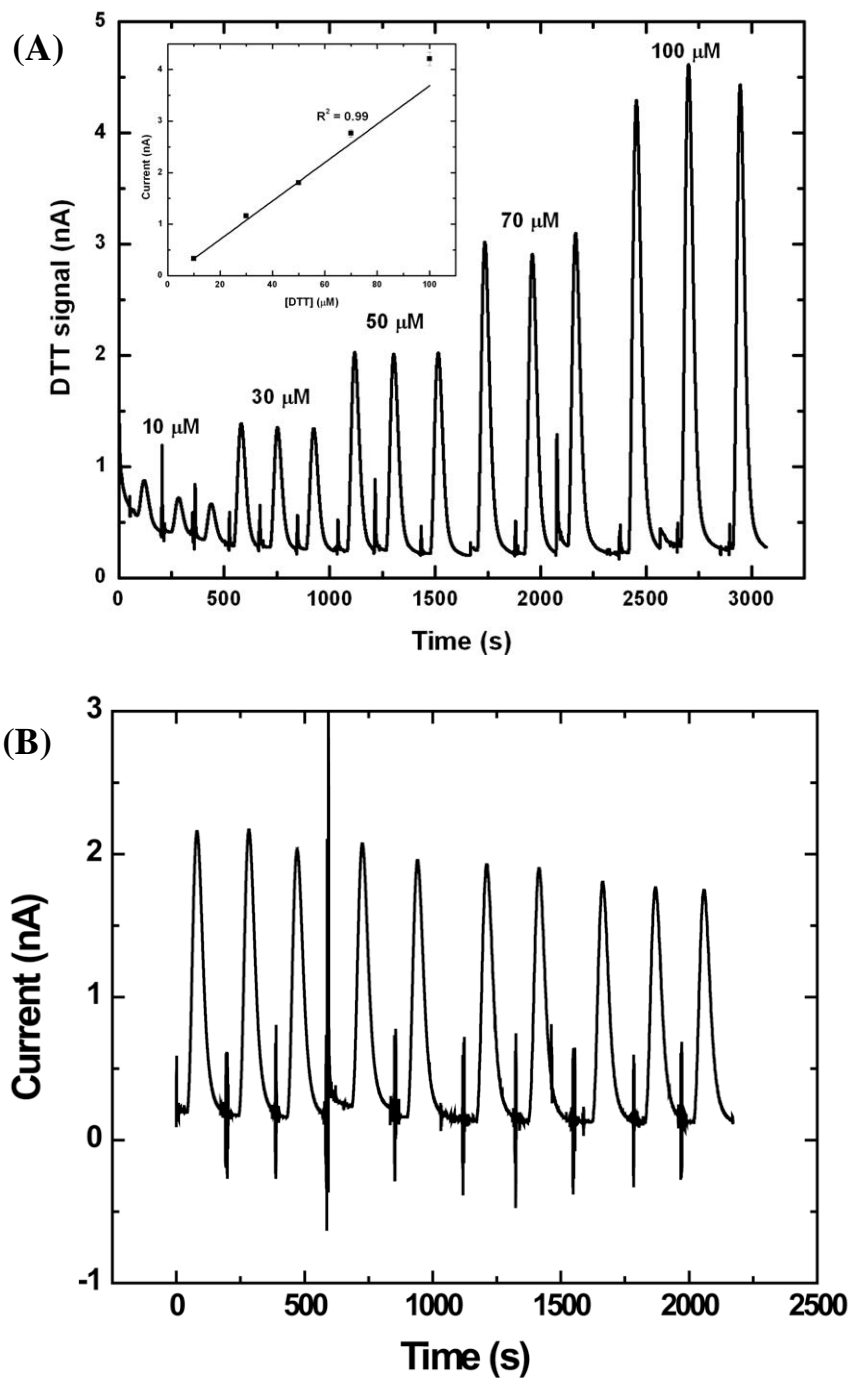 (A)
5
4
3
2
1
0
DTT signal (nA)
0 500 1000 1500 2000 2500 3000
Time (s)
10 μM
30 μM
50 μM
70 μM
100 μM
4
3
2
1
0
Current (nA)
R² = 0.99
0 20 40 60 80 100
[DTT] (μM)
(B)
3
2
1
0
-1
Current (nA)
0 500 1000 1500 2000 2500
Time (s)